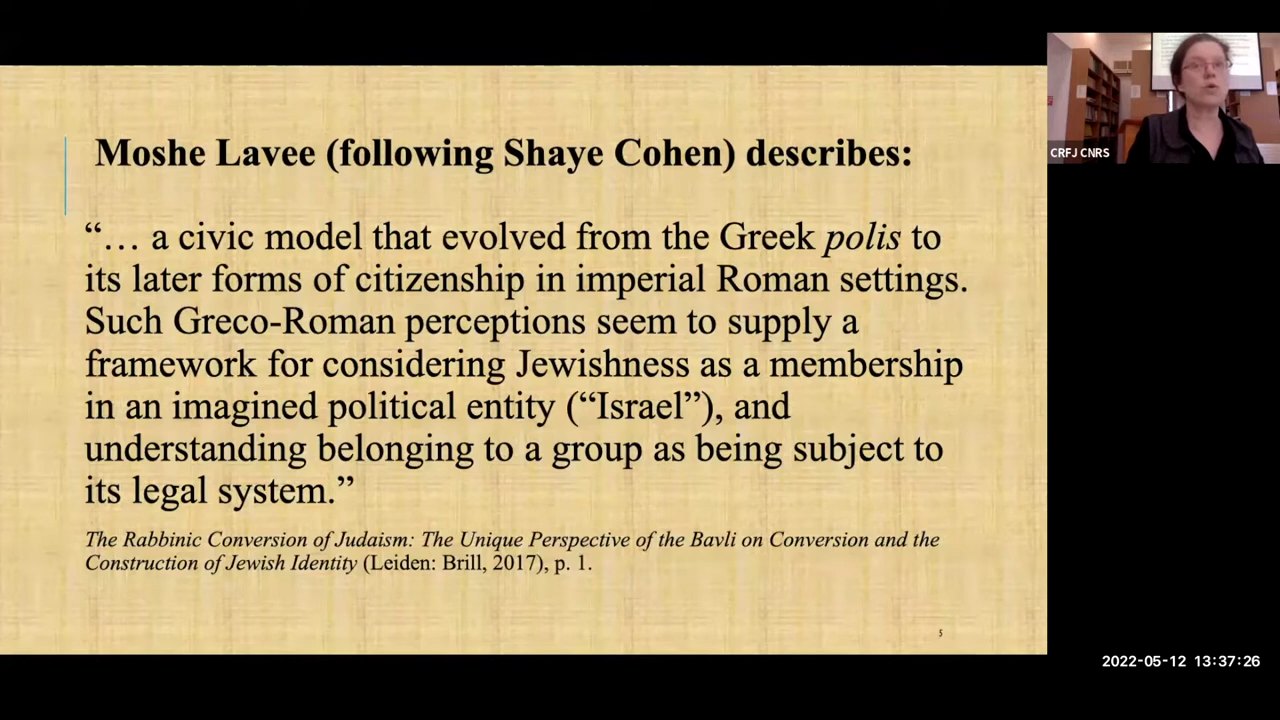 Moshe Lavee (following Shaye Cohen) describes:
“… a civic model that evolved from the Greek polis to
its later forms of citizenship in imperial Roman settings.
Such Greco-Roman perceptions seem to supply a
framework for considering Jewishness as a membership
in an imagined political entity (“Israel”), and
understanding belonging to a group as being subject to
its legal system.”
The Rabbinic Conversion of Judaism: The Unique Perspective of the Bavli on Conversion and the
Construction of Jewish Identity (Leiden: Brill, 2017), p. 1.
5
CRFJ CNRS
2022-05-12 13:37:26